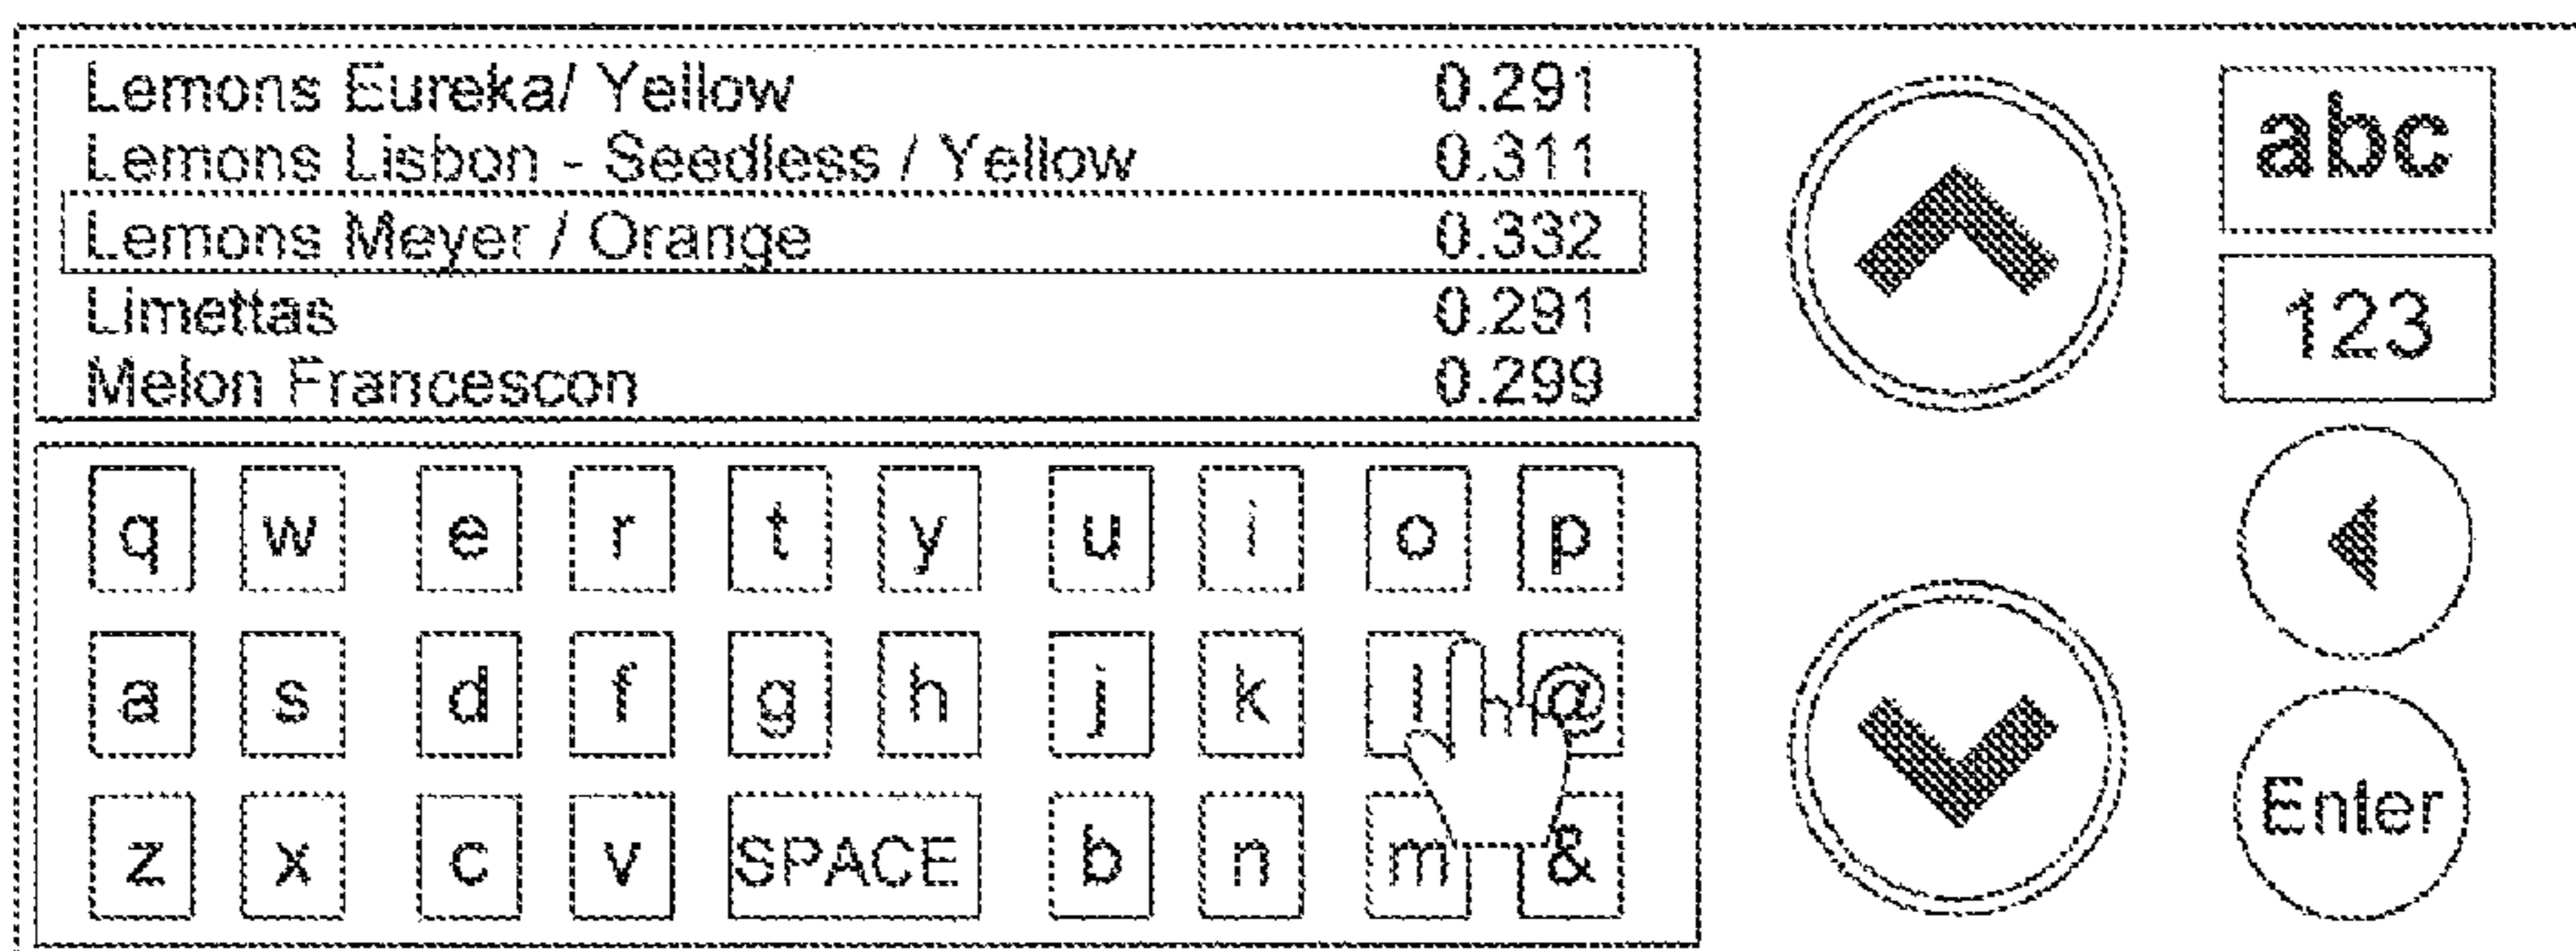 Lemons Eureka/ Yellow 0.291
Lemons Lisbon - Seedless / Yellow 0.311
Lemons Meyer / Orange 0.332
Limettas 0.291
Melon Francescon 0.299
abc
123
q w e r t y u i o p
a s d f g h j k l @
z x c v SPACE b n m &
Enter